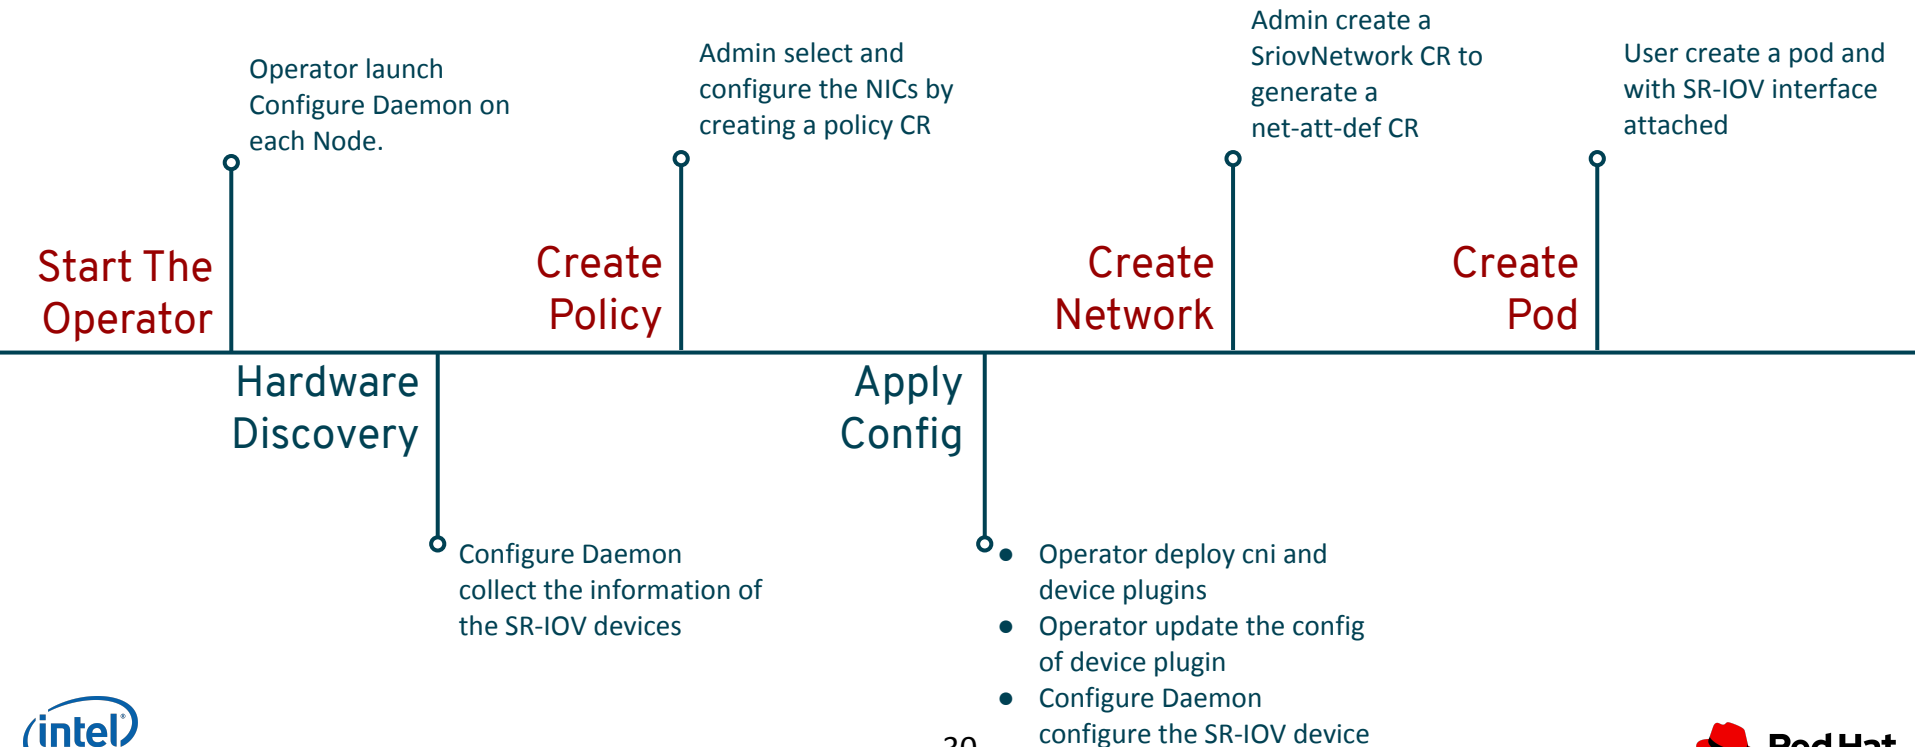 Operator launch
Configure Daemon on
each Node.
Admin select and
configure the NICs by
creating a policy CR
Admin create a
SriovNetwork CR to
generate a
net-att-def CR
User create a pod and
with SR-IOV interface
attached
Start The
Operator
Create
Policy
Create
Network
Create
Pod
Hardware
Discovery
Apply
Config
Configure Daemon
collect the information of
the SR-IOV devices
● Operator deploy cni and
device plugins
● Operator update the config
of device plugin
● Configure Daemon
configure the SR-IOV device
intel
Red Hat